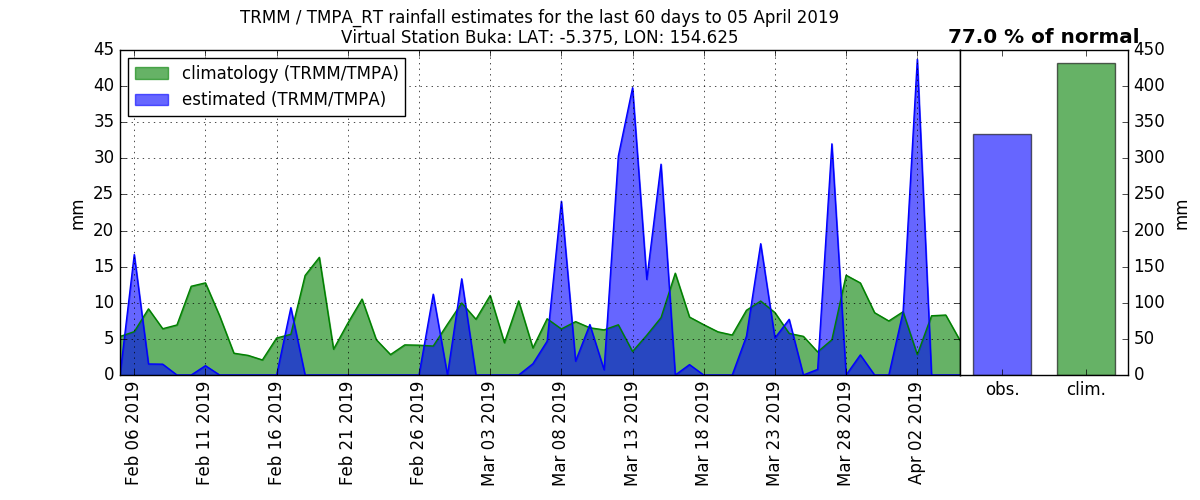 TRMM / TMPA_RT rainfall estimates for the last 60 days to 05 April 2019
Virtual Station Buka: LAT: -5.375, LON: 154.625
77.0 % of normal
climatology (TRMM/TMPA)
estimated (TRMM/TMPA)
45
40
35
30
25
20
15
10
5
0
mm
Feb 06 2019
Feb 11 2019
Feb 16 2019
Feb 21 2019
Feb 26 2019
Mar 03 2019
Mar 08 2019
Mar 13 2019
Mar 18 2019
Mar 23 2019
Mar 28 2019
Apr 02 2019
obs.
clim.
450
400
350
300
250
200
150
100
50
0
mm